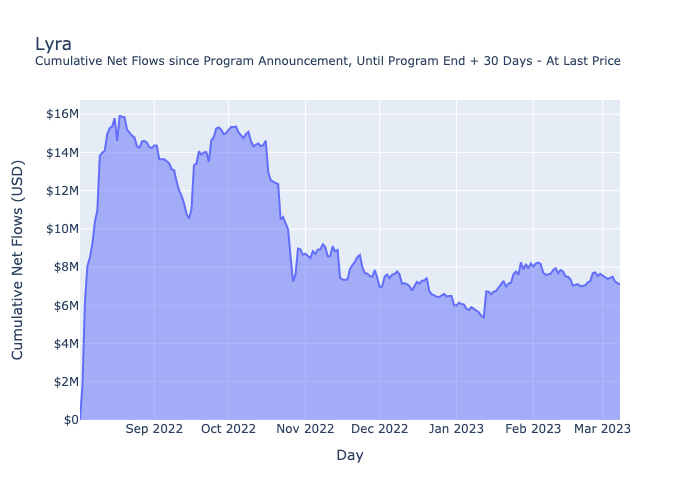 Lyra
Cumulative Net Flows since Program Announcement, Until Program End + 30 Days - At Last Price
Cumulative Net Flows (USD)
$16M
$14M
$12M
$10M
$8M
$6M
$4M
$2M
$0
Sep 2022 Oct 2022 Nov 2022 Dec 2022 Jan 2023 Feb 2023 Mar 2023
Day